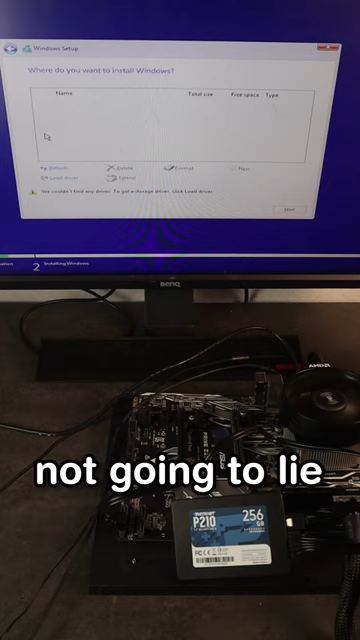 Windows Setup
Where do you want to install Windows?
Name Total size Free space Type
Refresh Delete Format New
Load driver Extend
We couldn't find any drives. To get a storage driver, click Load driver.
Next
2 Installing Windows
BenQ
AMD
ASUS
not going to lie
PATRIOT
P210
256
GB